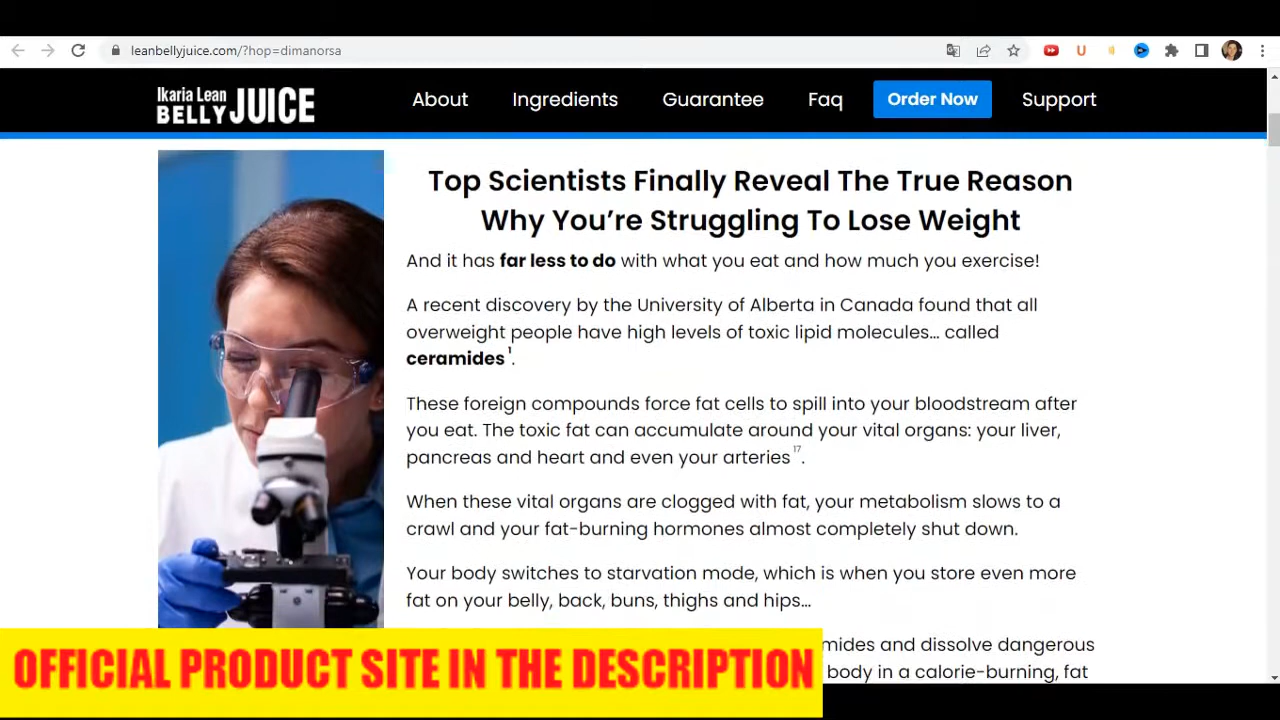 leanbellyjuice.com/?hop=dimanorsa
Ikaria Lean
BELLY JUICE
About Ingredients Guarantee Faq Order Now Support
Top Scientists Finally Reveal The True Reason
Why You’re Struggling To Lose Weight
And it has far less to do with what you eat and how much you exercise!
A recent discovery by the University of Alberta in Canada found that all
overweight people have high levels of toxic lipid molecules… called
ceramides 1.
These foreign compounds force fat cells to spill into your bloodstream after
you eat. The toxic fat can accumulate around your vital organs: your liver,
pancreas and heart and even your arteries 17.
When these vital organs are clogged with fat, your metabolism slows to a
crawl and your fat-burning hormones almost completely shut down.
Your body switches to starvation mode, which is when you store even more
fat on your belly, back, buns, thighs and hips…
mides and dissolve dangerous
body in a calorie-burning, fat
OFFICIAL PRODUCT SITE IN THE DESCRIPTION